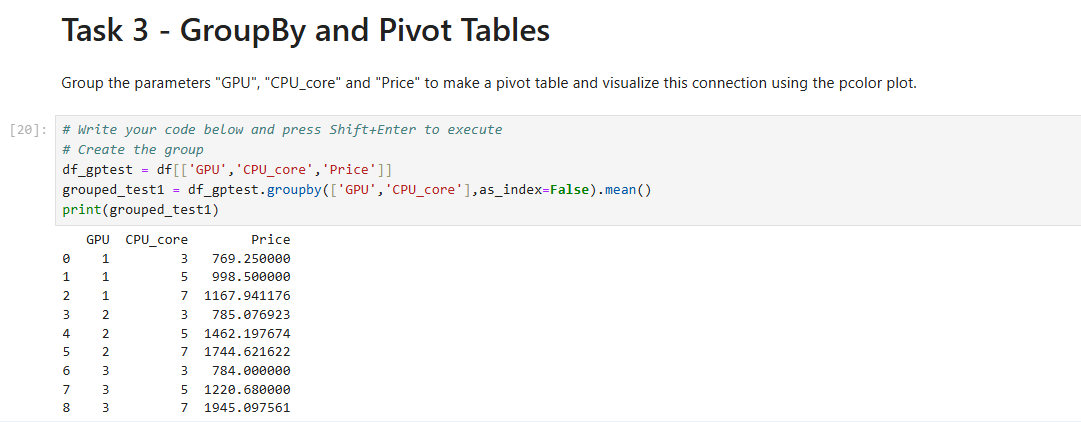 Task 3 - GroupBy and Pivot Tables
Group the parameters "GPU", "CPU_core" and "Price" to make a pivot table and visualize this connection using the pcolor plot.
[20]: # Write your code below and press Shift+Enter to execute
# Create the group
df_gptest = df[['GPU','CPU_core','Price']]
grouped_test1 = df_gptest.groupby(['GPU','CPU_core'],as_index=False).mean()
print(grouped_test1)
GPU CPU_core Price
0 1 3 769.250000
1 1 5 998.500000
2 1 7 1167.941176
3 2 3 785.076923
4 2 5 1462.197674
5 2 7 1744.621622
6 3 3 784.000000
7 3 5 1220.680000
8 3 7 1945.097561